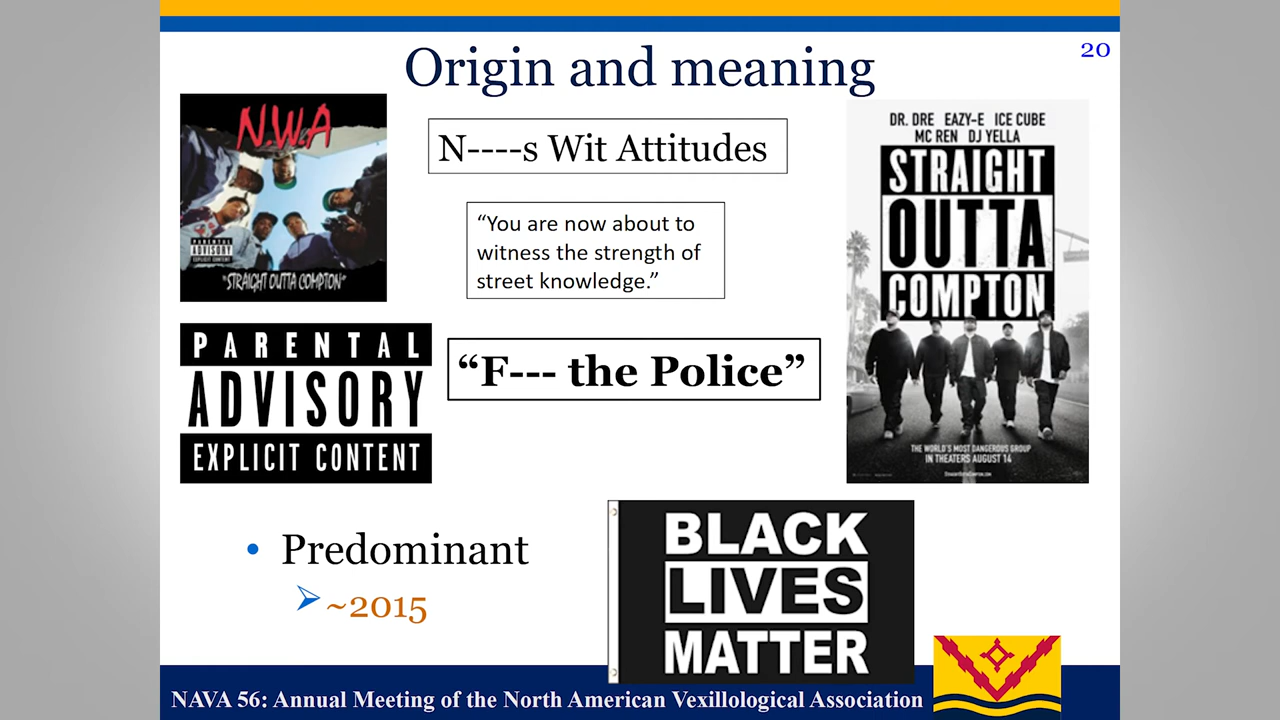 Origin and meaning
20
N.W.A
PARENTAL
ADVISORY
EXPLICIT CONTENT
"STRAIGHT OUTTA COMPTON"
N----s Wit Attitudes
“You are now about to
witness the strength of
street knowledge.”
DR. DRE EAZY-E ICE CUBE
MC REN DJ YELLA
STRAIGHT
OUTTA
COMPTON
THE WORLD'S MOST DANGEROUS GROUP
IN THEATERS AUGUST 14
PARENTAL
ADVISORY
EXPLICIT CONTENT
“F--- the Police”
• Predominant
~2015
BLACK
LIVES
MATTER
NAVA 56: Annual Meeting of the North American Vexillological Association